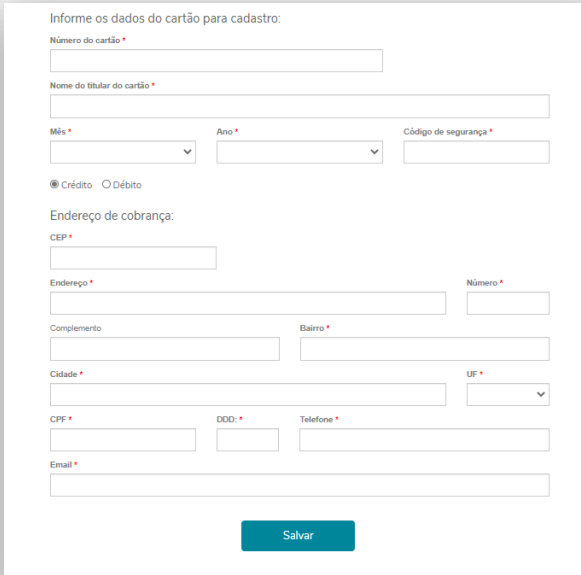 Informe os dados do cartão para cadastro:
Número do cartão *
Nome do titular do cartão *
Mês * Ano * Código de segurança *
Crédito Débito
Endereço de cobrança:
CEP *
Endereço * Número *
Complemento Bairro *
Cidade * UF *
CPF * DDD: * Telefone *
Email *
Salvar